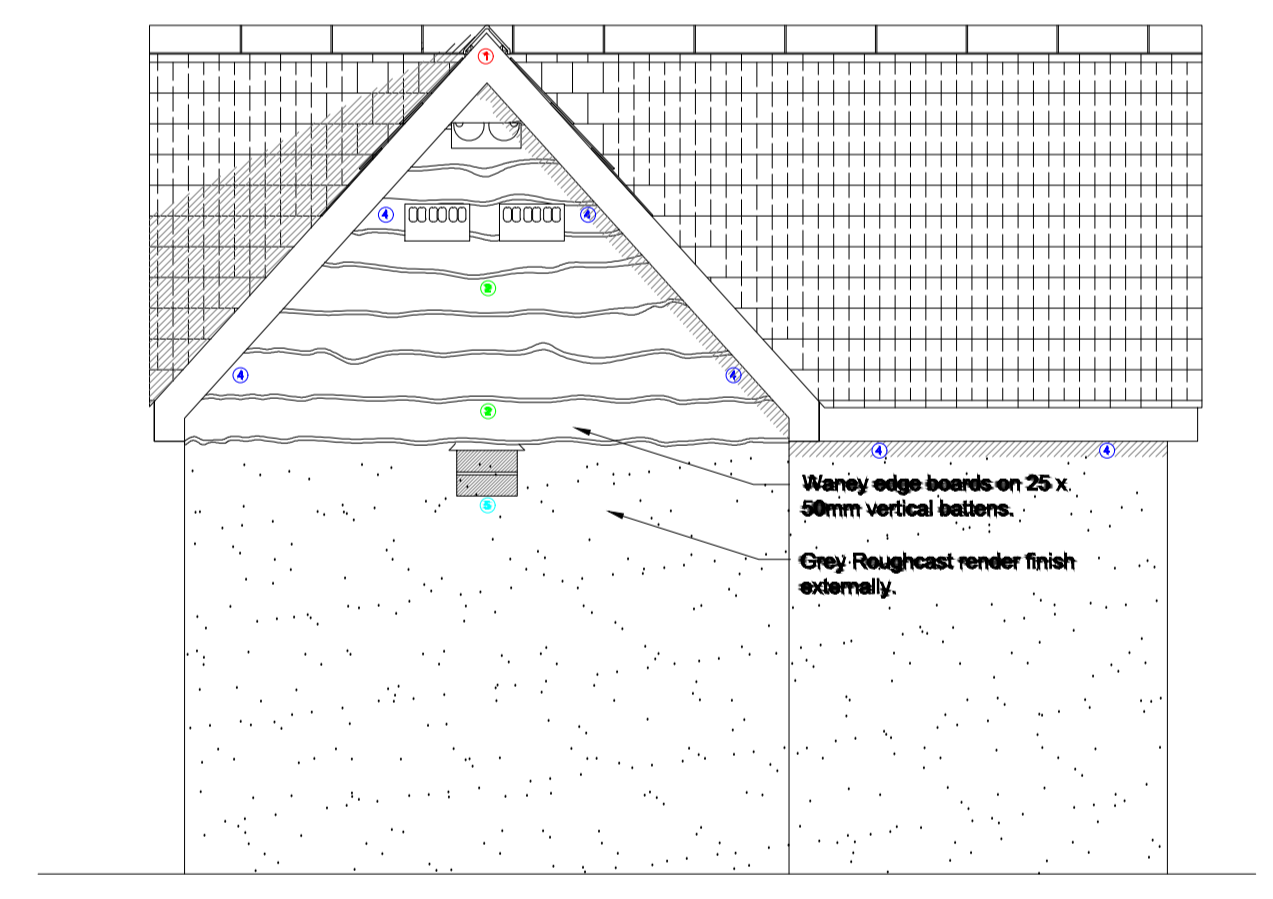 1
4 4
2
4 4
2
4 4
Waney edge boards on 25 x
50mm vertical battens.
5
Grey Roughcast render finish
externally.